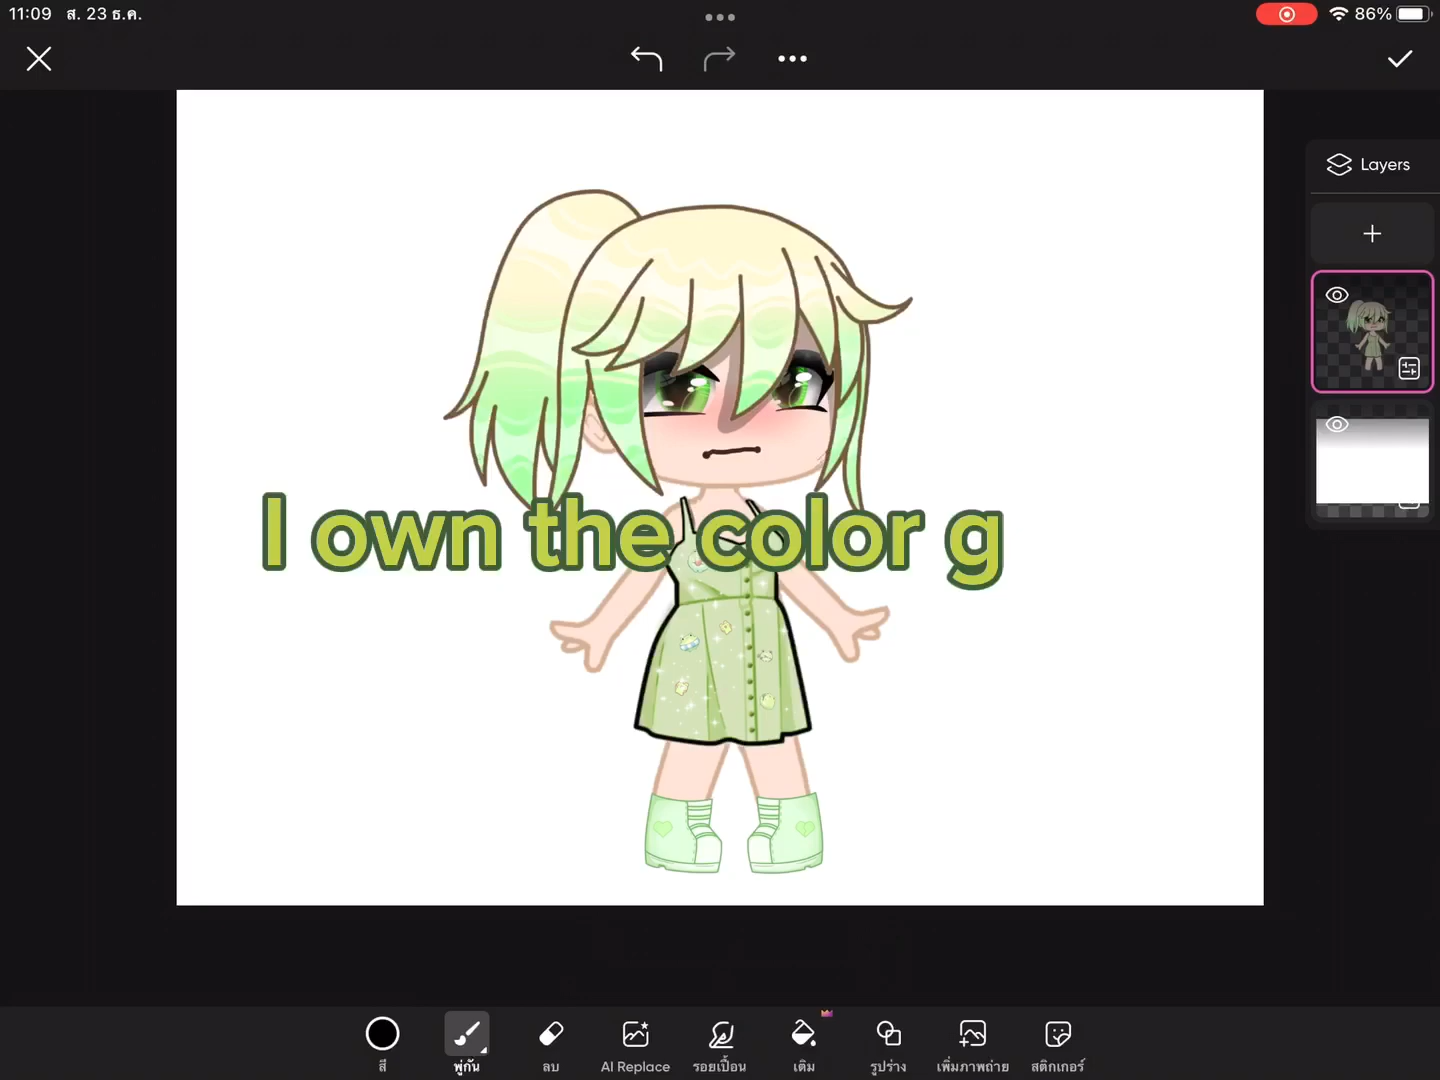 11:09 ส. 23 ธ.ค.
86%
Layers
I own the color g
สี
พู่กัน
ลบ
AI Replace
รอยเปื้อน
เติม
รูปร่าง
เพิ่มภาพถ่าย
สติกเกอร์